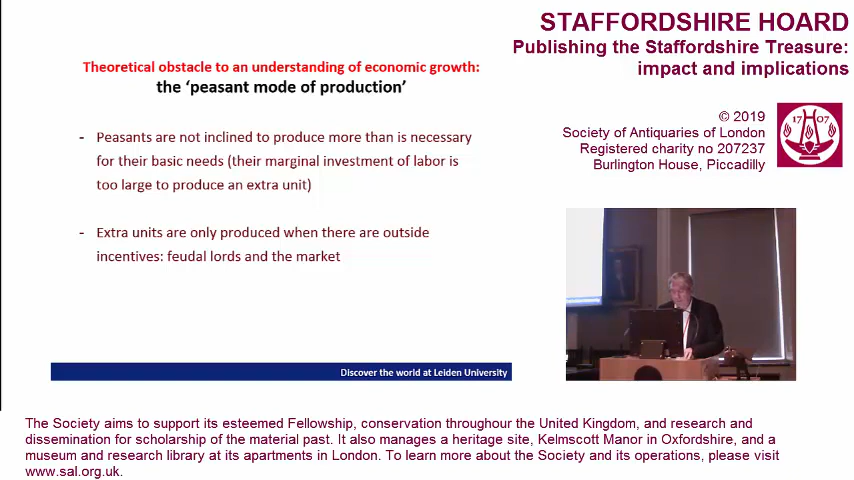 Theoretical obstacle to an understanding of economic growth:
the ‘peasant mode of production’
- Peasants are not inclined to produce more than is necessary
for their basic needs (their marginal investment of labor is
too large to produce an extra unit)
- Extra units are only produced when there are outside
incentives: feudal lords and the market
Discover the world at Leiden University
STAFFORDSHIRE HOARD
Publishing the Staffordshire Treasure:
impact and implications
© 2019
Society of Antiquaries of London
Registered charity no 207237
Burlington House, Piccadilly
17 07
The Society aims to support its esteemed Fellowship, conservation throughour the United Kingdom, and research and
dissemination for scholarship of the material past. It also manages a heritage site, Kelmscott Manor in Oxfordshire, and a
museum and research library at its apartments in London. To learn more about the Society and its operations, please visit
www.sal.org.uk.